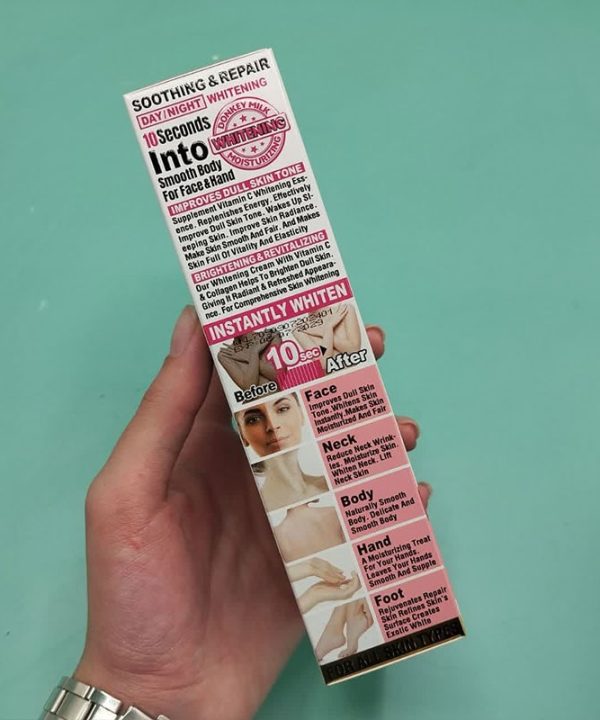 SOOTHING & REPAIR
DAY/NIGHT WHITENING
10 Seconds
Into
Smooth Body
For Face & Hand
DONKEY MILK
WHITENING
MOISTURIZING
IMPROVES DULL SKIN TONE
Supplement Vitamin C Whitening Ess-
ence. Replenishes Energy, Effectively
Improve Dull Skin Tone. Wakes Up Sl-
eeping Skin. Improve Skin Radiance.
Make Skin Smooth And Fair. And Makes
Skin Full Of Vitality And Elasticity
BRIGHTENING & REVITALIZING
Our Whitening Cream With Vitamin C
& Collagen Helps To Brighten Dull Skin.
Giving It Radiant & Refreshed Appeara-
nce. For Comprehensive Skin Whitening
INSTANTLY WHITEN
10 sec
Before
After
Face
Improves Dull Skin
Tone. Whitens Skin
Instantly. Makes Skin
Moisturized And Fair
Neck
Reduce Neck Wrink-
les. Moisturize Skin.
Whiten Neck. Lift
Neck Skin
Body
Naturally Smooth
Body. Delicate And
Smooth Body
Hand
A Moisturizing Treat
For Your Hands.
Leaves Your Hands
Smooth And Supple
Foot
Rejuvenates Repair
Skin Refines Skin's
Surface Creates
Exotic White
FOR ALL SKIN TYPES